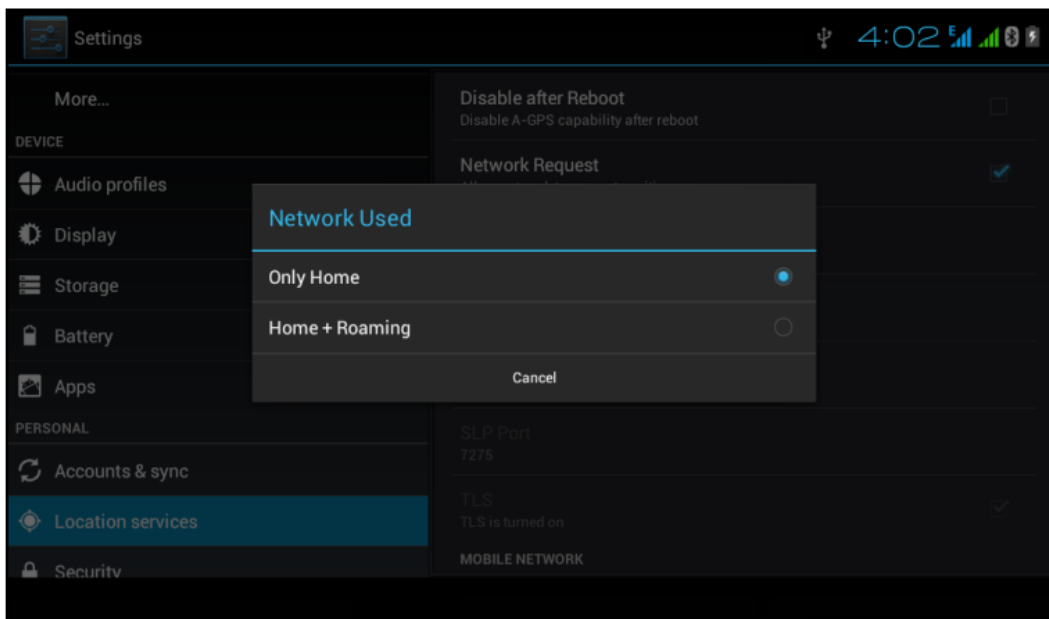 Settings
4:02
E
More...
DEVICE
Audio profiles
Display
Storage
Battery
Apps
PERSONAL
Accounts & sync
Location services
Security
Disable after Reboot
Disable A-GPS capability after reboot
Network Request
Network Used
Only Home
Home + Roaming
Cancel
SLP Port
7275
TLS
TLS is turned on
MOBILE NETWORK